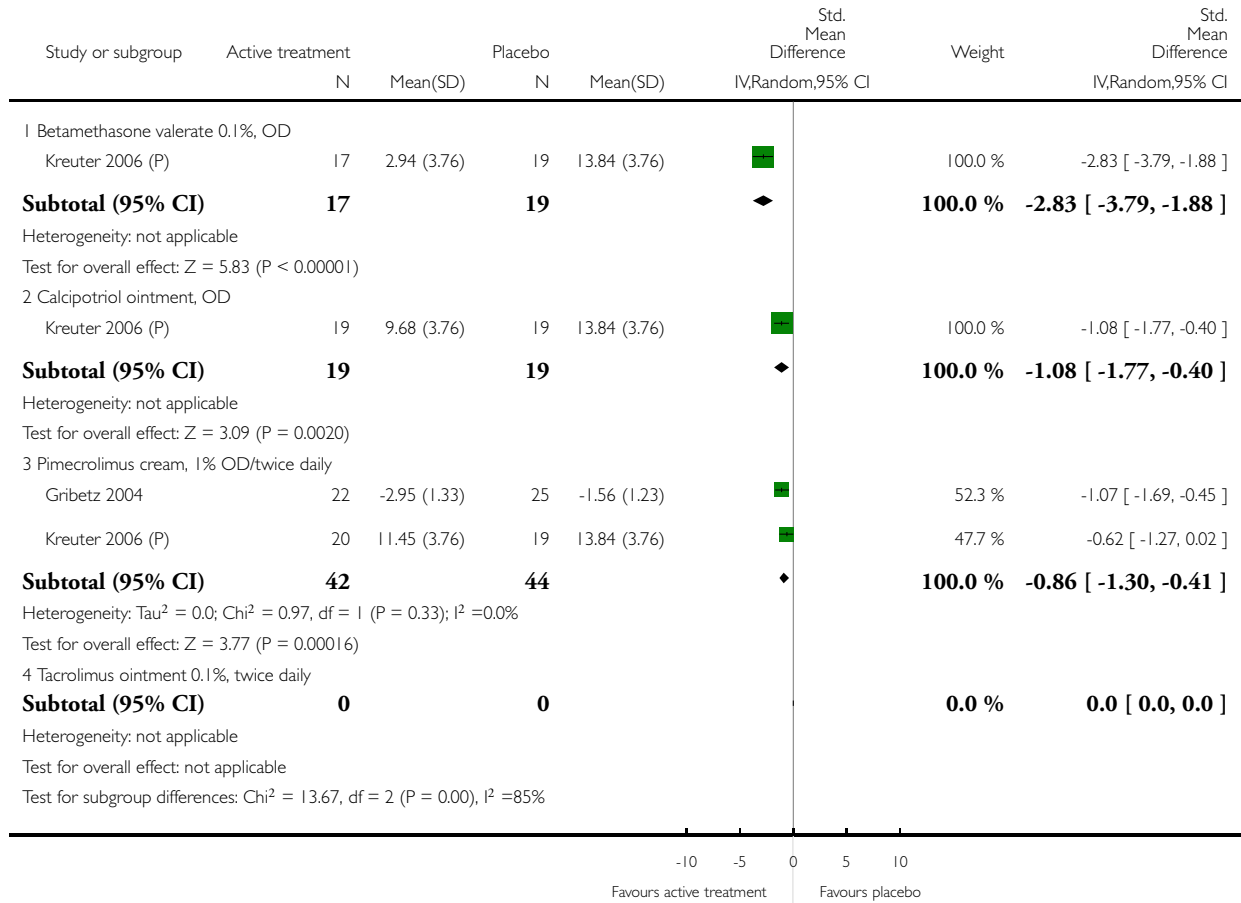 Study or subgroup Active treatment Placebo Std. Mean Difference Weight Std. Mean Difference
N Mean(SD) N Mean(SD) IV,Random,95% CI IV,Random,95% CI
1 Betamethasone valerate 0.1%, OD
Kreuter 2006 (P) 17 2.94 (3.76) 19 13.84 (3.76) 100.0 % -2.83 [ -3.79, -1.88 ]
Subtotal (95% CI) 17 19 100.0 % -2.83 [ -3.79, -1.88 ]
Heterogeneity: not applicable
Test for overall effect: Z = 5.83 (P < 0.00001)
2 Calcipotriol ointment, OD
Kreuter 2006 (P) 19 9.68 (3.76) 19 13.84 (3.76) 100.0 % -1.08 [ -1.77, -0.40 ]
Subtotal (95% CI) 19 19 100.0 % -1.08 [ -1.77, -0.40 ]
Heterogeneity: not applicable
Test for overall effect: Z = 3.09 (P = 0.0020)
3 Pimecrolimus cream, 1% OD/twice daily
Gribetz 2004 22 -2.95 (1.33) 25 -1.56 (1.23) 52.3 % -1.07 [ -1.69, -0.45 ]
Kreuter 2006 (P) 20 11.45 (3.76) 19 13.84 (3.76) 47.7 % -0.62 [ -1.27, 0.02 ]
Subtotal (95% CI) 42 44 100.0 % -0.86 [ -1.30, -0.41 ]
Heterogeneity: Tau² = 0.0; Chi² = 0.97, df = 1 (P = 0.33); I² =0.0%
Test for overall effect: Z = 3.77 (P = 0.00016)
4 Tacrolimus ointment 0.1%, twice daily
Subtotal (95% CI) 0 0 0.0 % 0.0 [ 0.0, 0.0 ]
Heterogeneity: not applicable
Test for overall effect: not applicable
Test for subgroup differences: Chi² = 13.67, df = 2 (P = 0.00), I² =85%
-10 -5 0 5 10
Favours active treatment Favours placebo